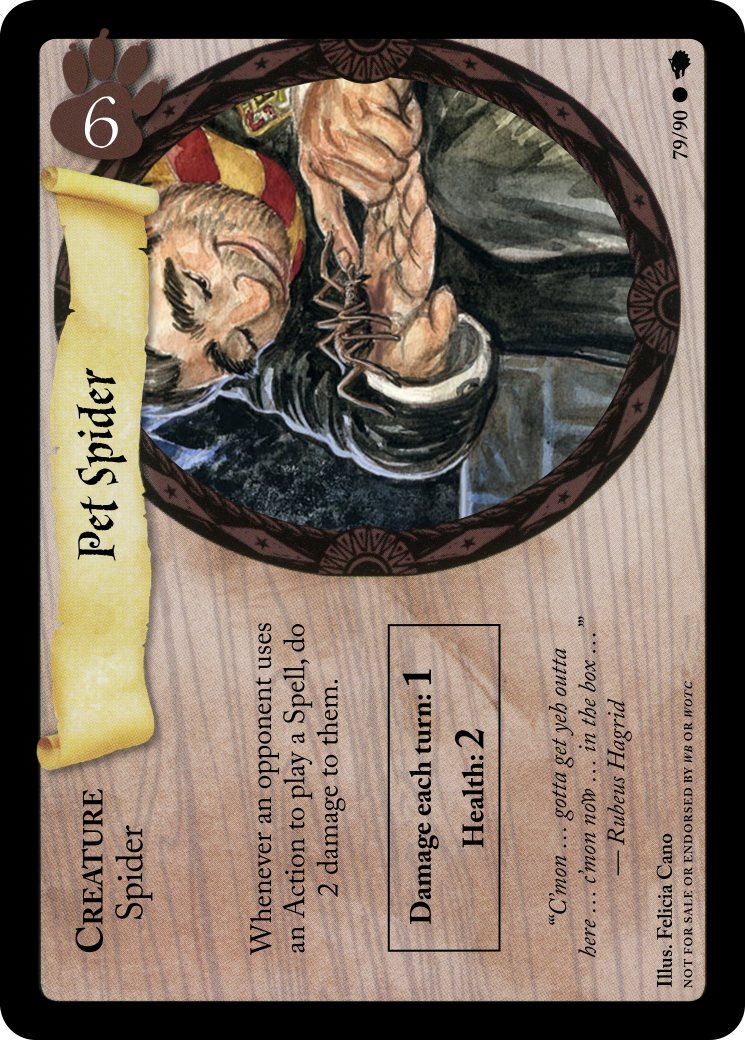 6
Pet Spider
CREATURE
Spider
Whenever an opponent uses
an Action to play a Spell, do
2 damage to them.
Damage each turn: 1
Health: 2
“‘C’mon … gotta get yeh outta
here … c’mon now … in the box …’”
— Rubeus Hagrid
Illus. Felicia Cano
NOT FOR SALE OR ENDORSED BY WB OR WOTC
79/90